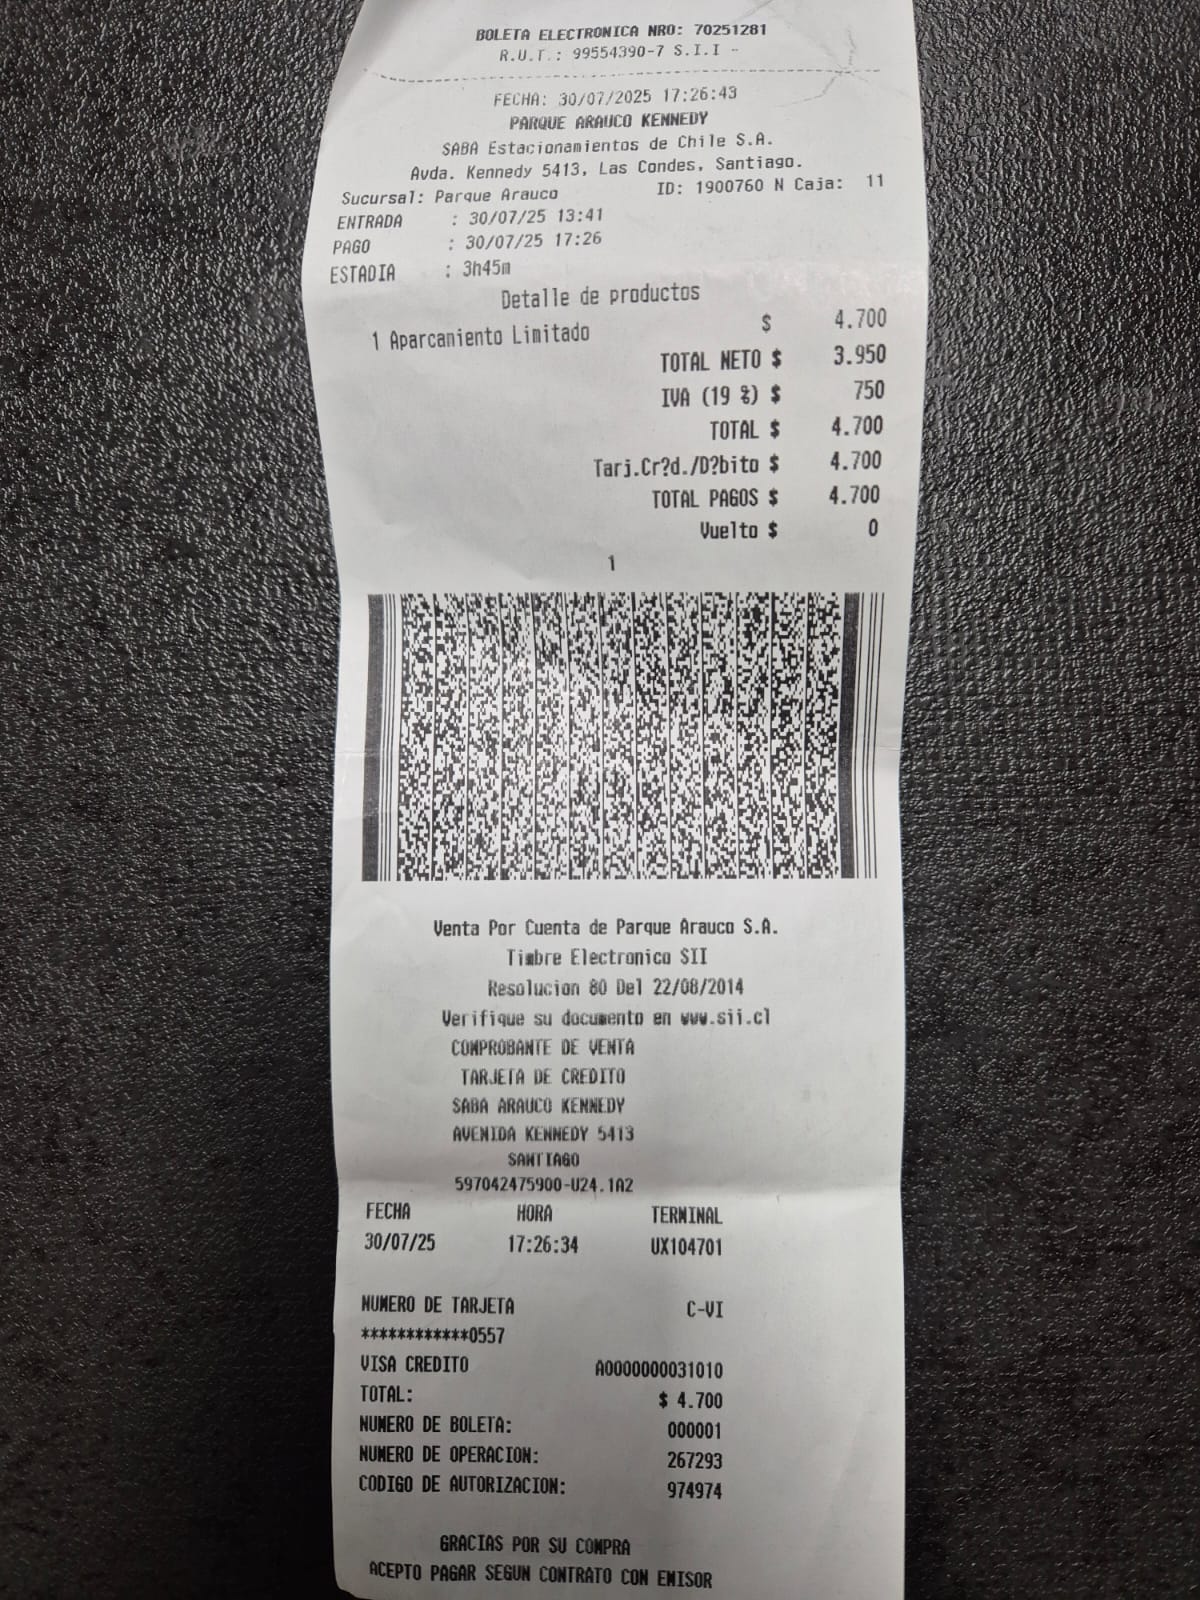 BOLETA ELECTRONICA NRO: 70251281
R.U.T.: 99554390-7 S.I.I -
FECHA: 30/07/2025 17:26:43
PARQUE ARAUCO KENNEDY
SABA Estacionamientos de Chile S.A.
Avda. Kennedy 5413, Las Condes, Santiago.
Sucursal: Parque Arauco ID: 1900760 N Caja: 11
ENTRADA : 30/07/25 13:41
PAGO : 30/07/25 17:26
ESTADIA : 3h45m
Detalle de productos
1 Aparcamiento Limitado $ 4.700
TOTAL NETO $ 3.950
IVA (19 %) $ 750
TOTAL $ 4.700
Tarj.Cr?d./D?bito $ 4.700
TOTAL PAGOS $ 4.700
Vuelto $ 0
1
Venta Por Cuenta de Parque Arauco S.A.
Timbre Electronico SII
Resolucion 80 Del 22/08/2014
Verifique su documento en www.sii.cl
COMPROBANTE DE VENTA
TARJETA DE CREDITO
SABA ARAUCO KENNEDY
AVENIDA KENNEDY 5413
SANTIAGO
597042475900-U24.1A2
FECHA HORA TERMINAL
30/07/25 17:26:34 UX104701
NUMERO DE TARJETA C-VI
************0557
VISA CREDITO A0000000031010
TOTAL: $ 4.700
NUMERO DE BOLETA: 000001
NUMERO DE OPERACION: 267293
CODIGO DE AUTORIZACION: 974974
GRACIAS POR SU COMPRA
ACEPTO PAGAR SEGUN CONTRATO CON EMISOR